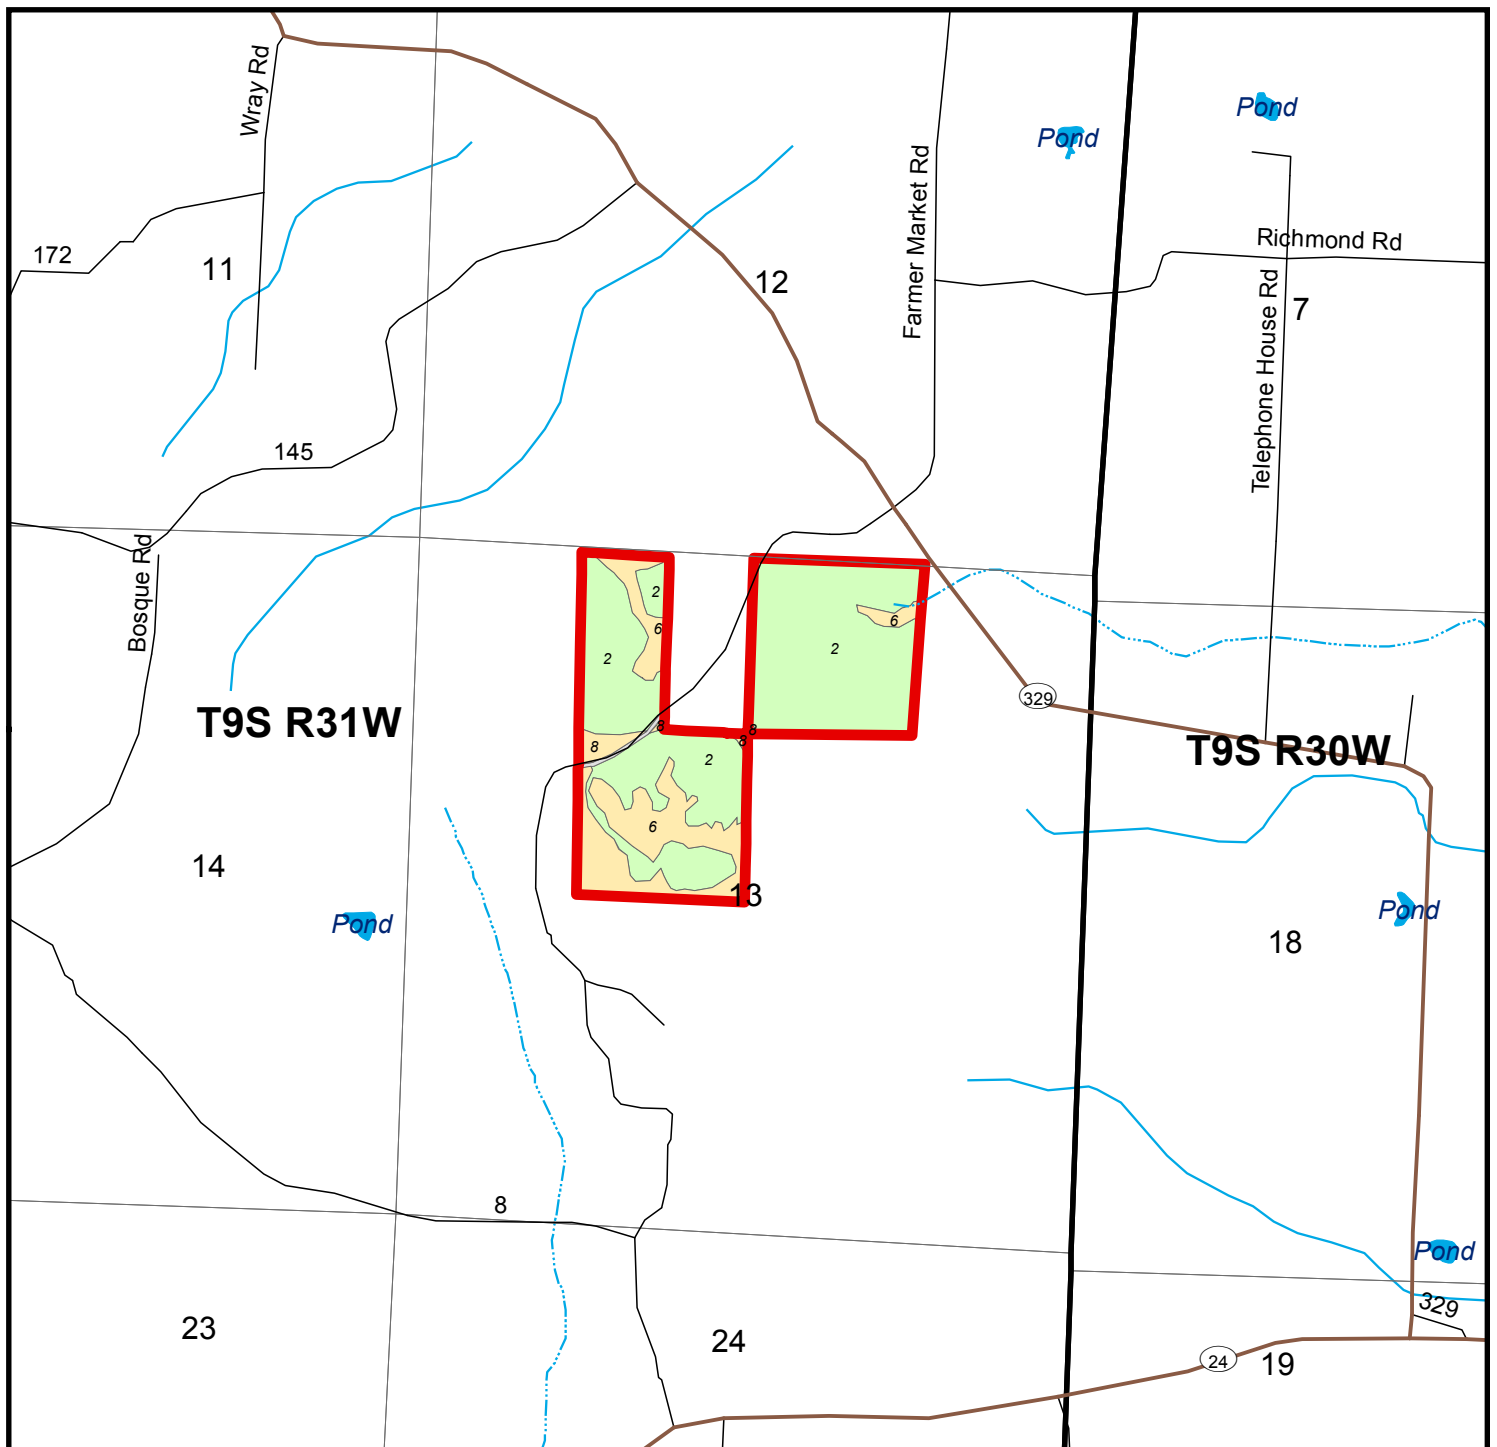 Wray Rd
Pond
Pond
Farmer Market Rd
172
11
12
Richmond Rd
7
Telephone House Rd
145
Bosque Rd
2
6
2
6
2
329
T9S R31W
8
8
8
8
2
T9S R30W
6
14
13
Pond
Pond
18
8
Pond
329
23
24
24
19